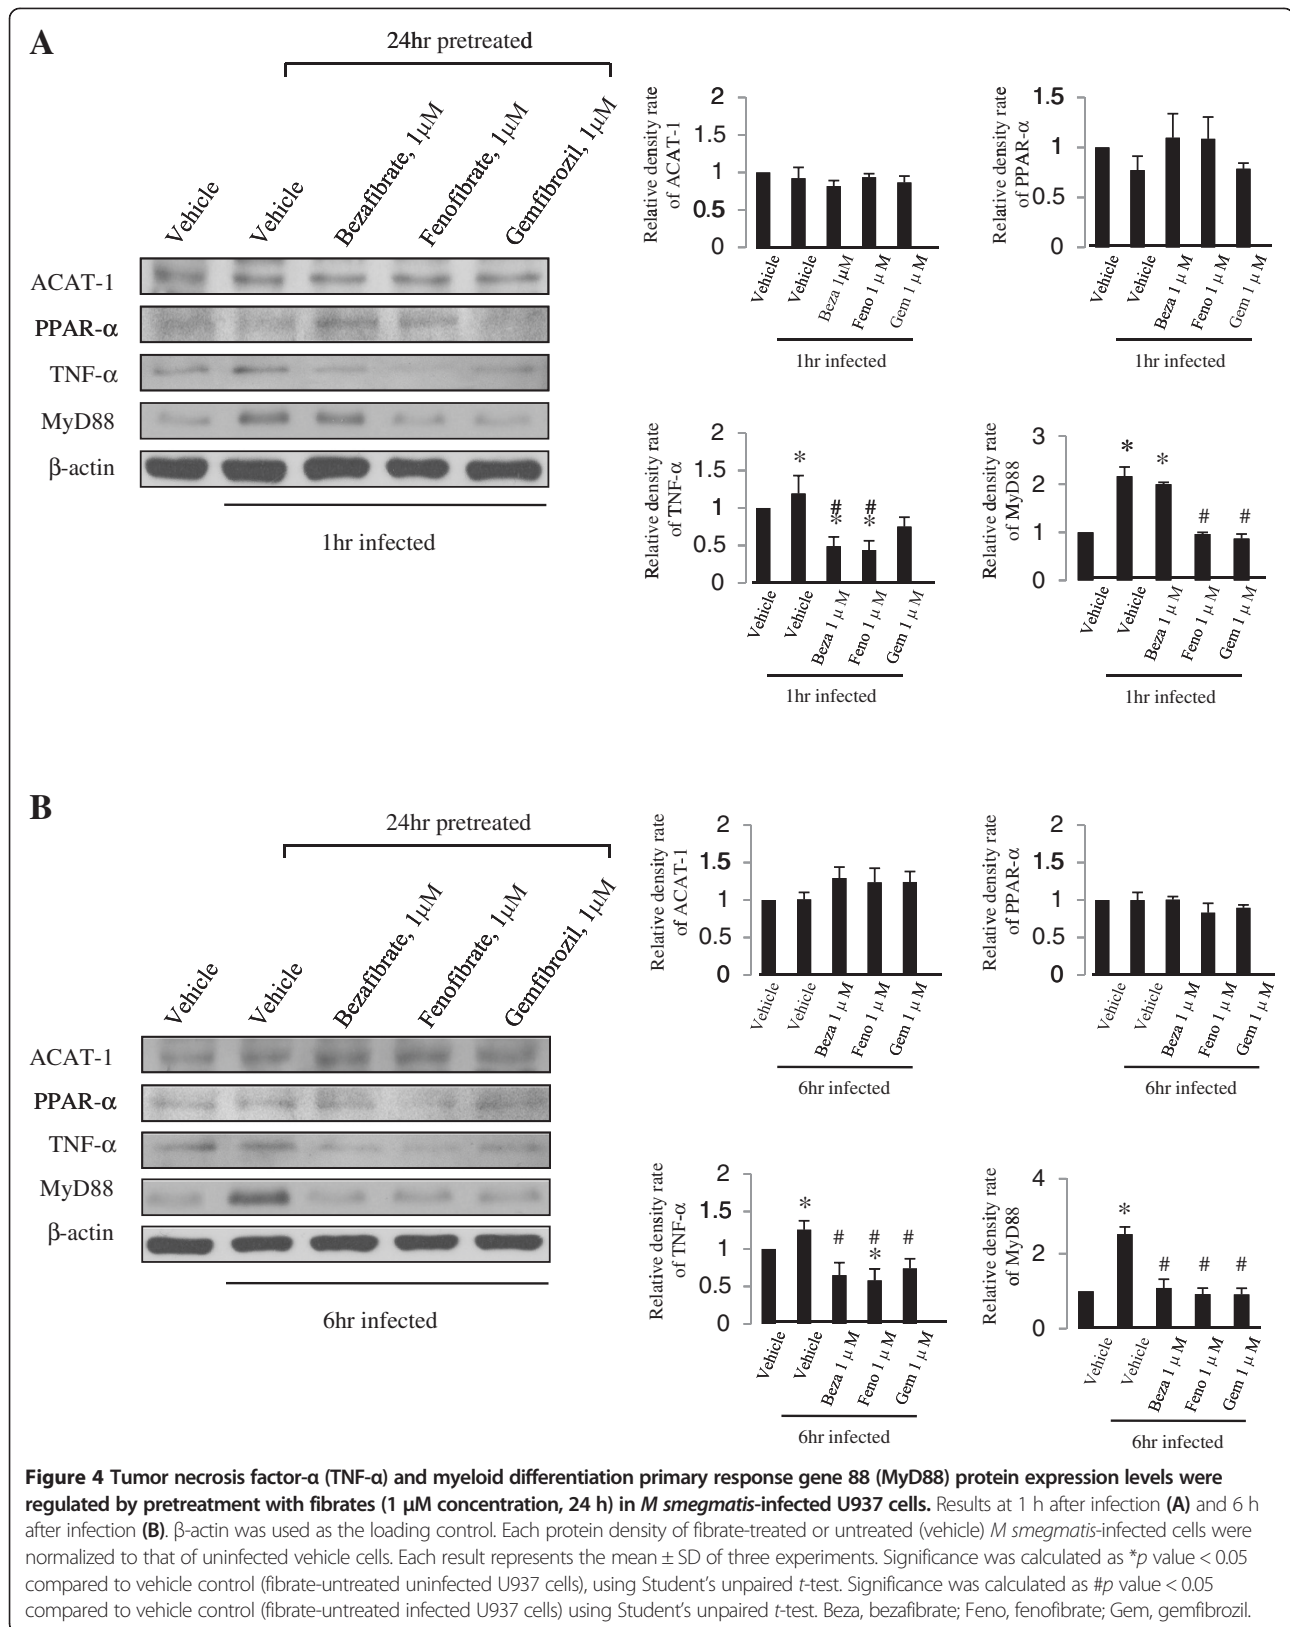 A
24hr pretreated
Vehicle
Vehicle
Bezafibrate, 1μM
Fenofibrate, 1μM
Gemfibrozil, 1μM
ACAT-1
PPAR-α
TNF-α
MyD88
β-actin
1hr infected
Relative density rate
of ACAT-1
2
1.5
1
0.5
0
Vehicle
Vehicle
Beza 1μM
Feno 1 μ M
Gem 1 μ M
1hr infected
Relative density rate
of PPAR-α
1.5
1
0.5
0
Vehicle
Vehicle
Beza 1 μ M
Feno 1 μ M
Gem 1 μ M
1hr infected
Relative density rate
of TNF-α
2
1.5
1
0.5
0
*
#
*
#
*
Vehicle
Vehicle
Beza 1 μ M
Feno 1 μ M
Gem 1 μ M
1hr infected
Relative density rate
of MyD88
3
2
1
0
*
*
#
#
Vehicle
Vehicle
Beza 1 μ M
Feno 1 μ M
Gem 1 μ M
1hr infected
B
24hr pretreated
Vehicle
Vehicle
Bezafibrate, 1μM
Fenofibrate, 1μM
Gemfibrozil, 1μM
ACAT-1
PPAR-α
TNF-α
MyD88
β-actin
6hr infected
Relative density rate
of ACAT-1
2
1.5
1
0.5
0
Vehicle
Vehicle
Beza 1 μ M
Feno 1 μ M
Gem 1 μ M
6hr infected
Relative density rate
of PPAR-α
2
1.5
1
0.5
0
Vehicle
Vehicle
Beza 1 μ M
Feno 1 μ M
Gem 1 μ M
6hr infected
Relative density rate
of TNF-α
2
1.5
1
0.5
0
*
#
#
*
#
Vehicle
Vehicle
Beza 1 μ M
Feno 1 μ M
Gem 1 μ M
6hr infected
Relative density rate
of MyD88
4
2
0
*
#
#
#
Vehicle
Vehicle
Beza 1 μ M
Feno 1 μ M
Gem 1 μ M
6hr infected
Figure 4 Tumor necrosis factor-α (TNF-α) and myeloid differentiation primary response gene 88 (MyD88) protein expression levels were
regulated by pretreatment with fibrates (1 μM concentration, 24 h) in M smegmatis-infected U937 cells. Results at 1 h after infection (A) and 6 h
after infection (B). β-actin was used as the loading control. Each protein density of fibrate-treated or untreated (vehicle) M smegmatis-infected cells were
normalized to that of uninfected vehicle cells. Each result represents the mean ± SD of three experiments. Significance was calculated as *p value < 0.05
compared to vehicle control (fibrate-untreated uninfected U937 cells), using Student's unpaired t-test. Significance was calculated as #p value < 0.05
compared to vehicle control (fibrate-untreated infected U937 cells) using Student's unpaired t-test. Beza, bezafibrate; Feno, fenofibrate; Gem, gemfibrozil.